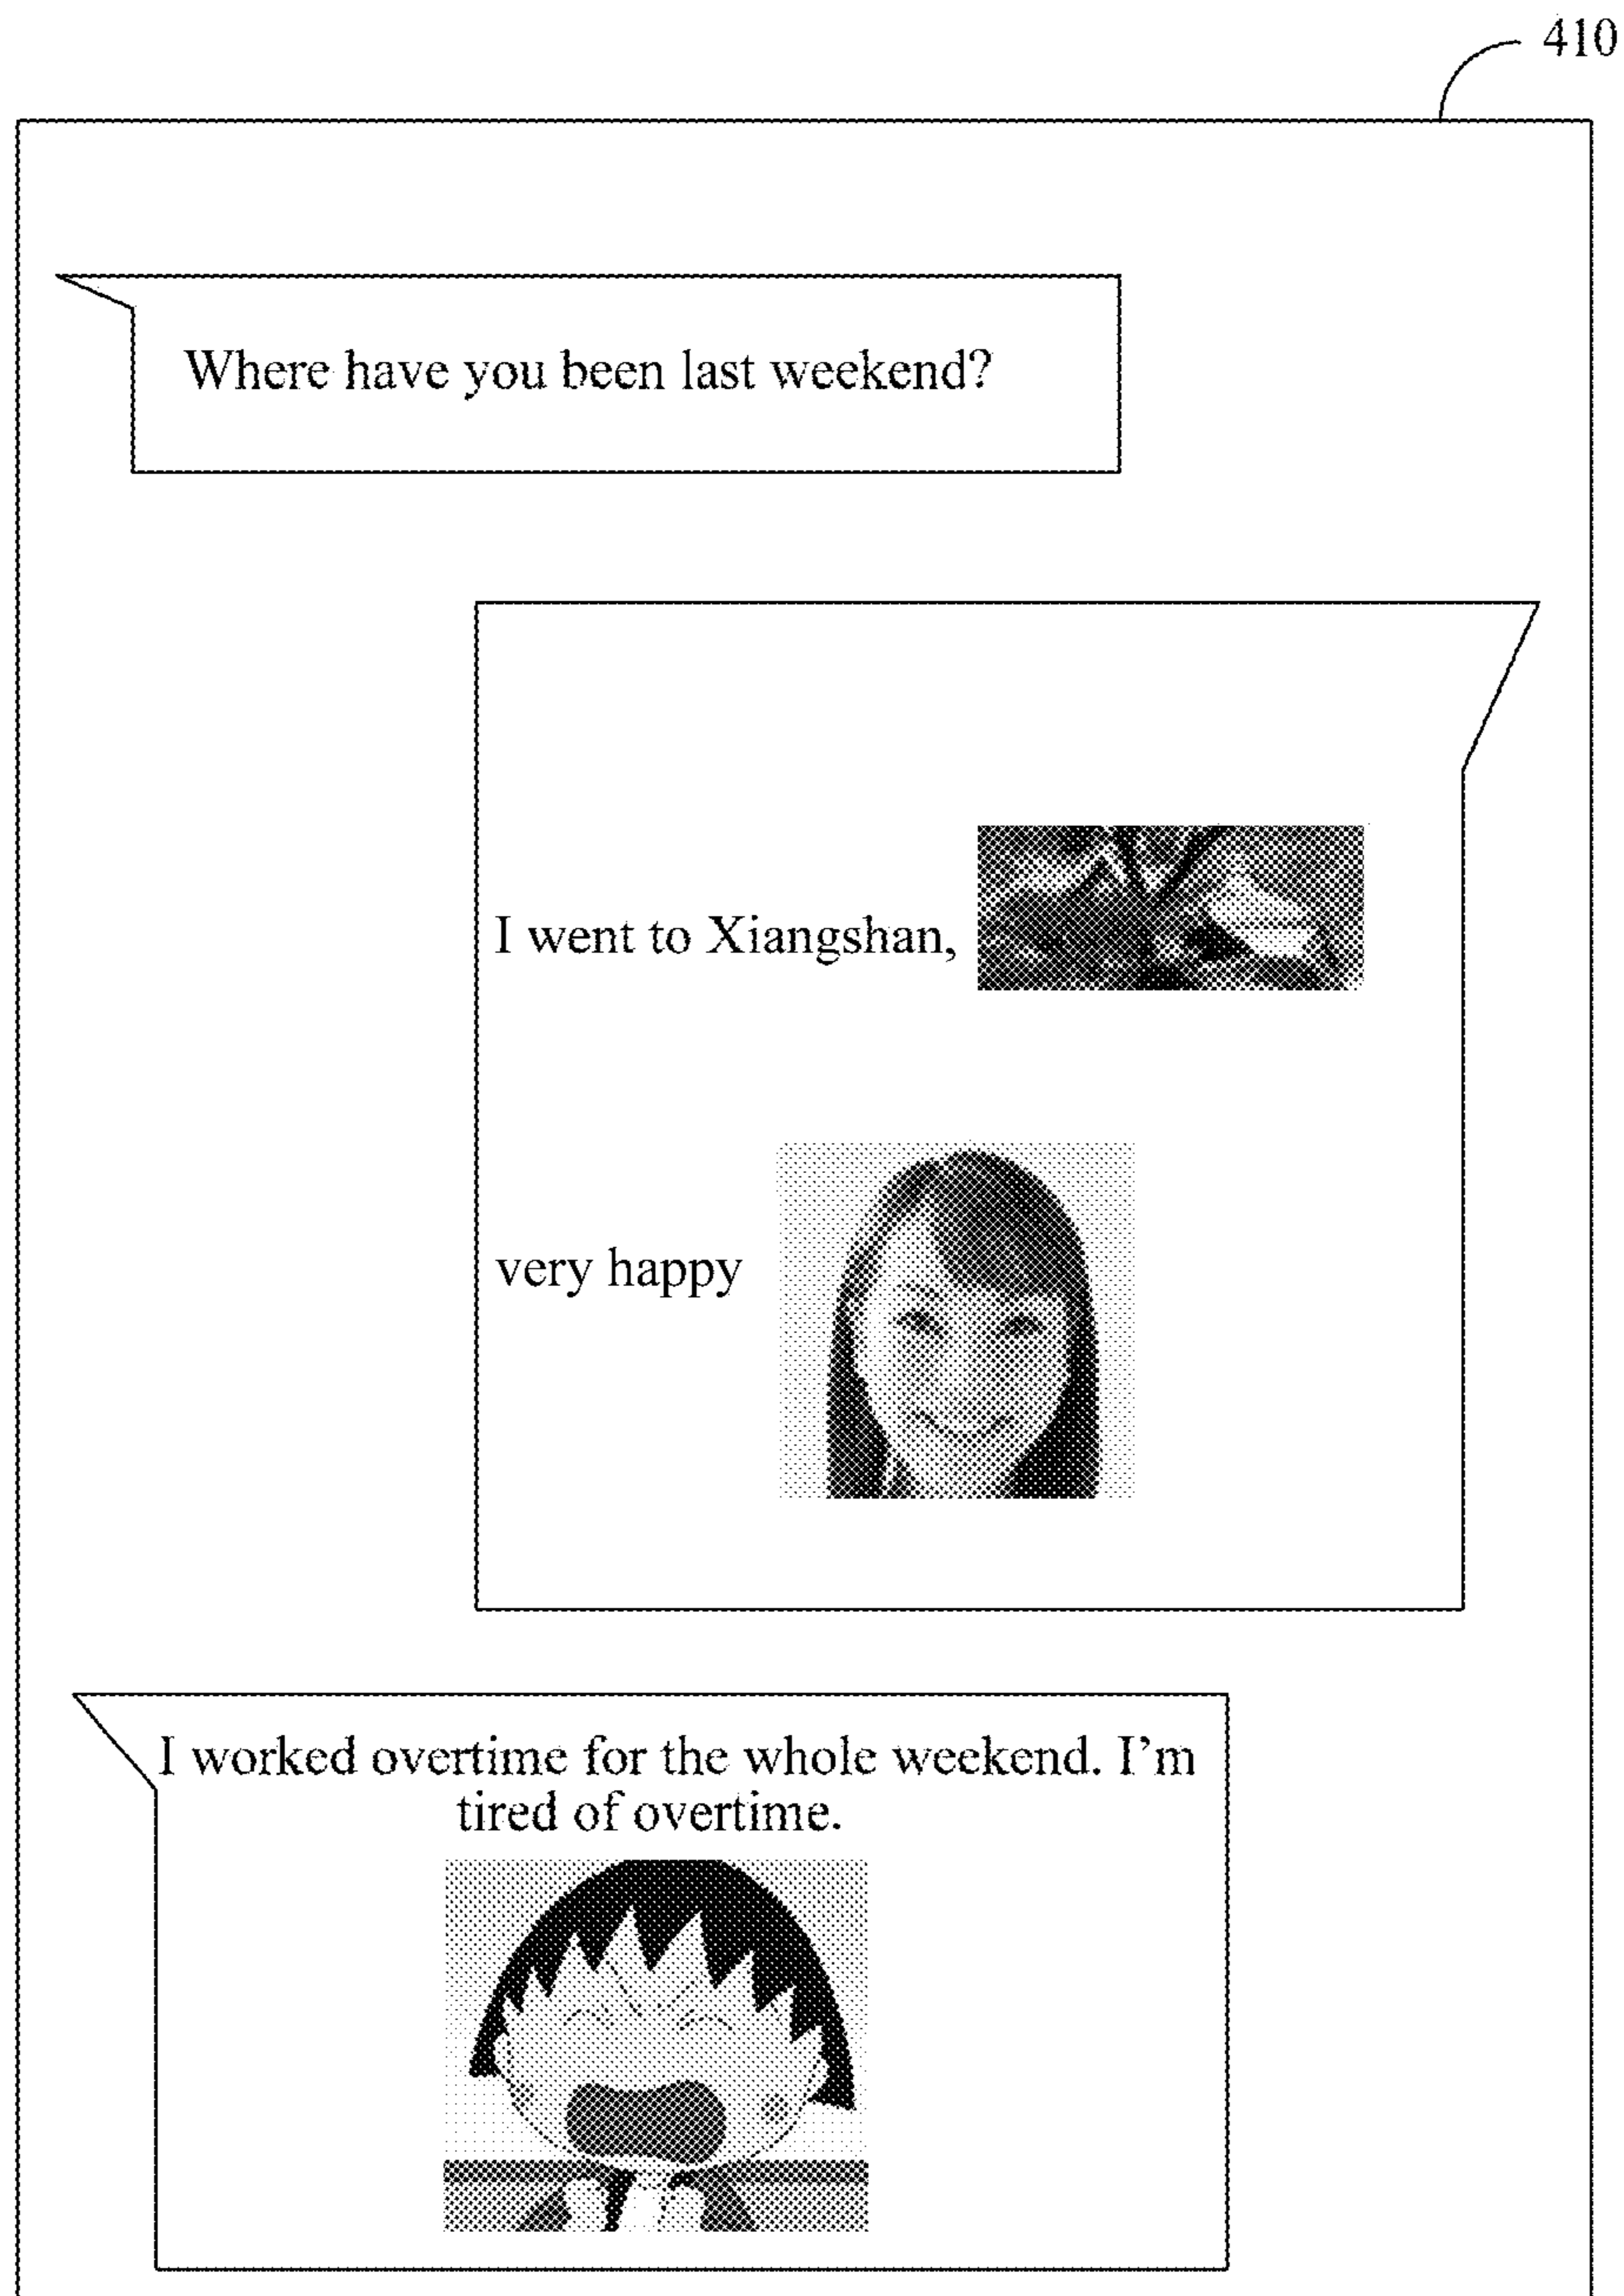 410
Where have you been last weekend?
I went to Xiangshan,
very happy
I worked overtime for the whole weekend. I'm
tired of overtime.